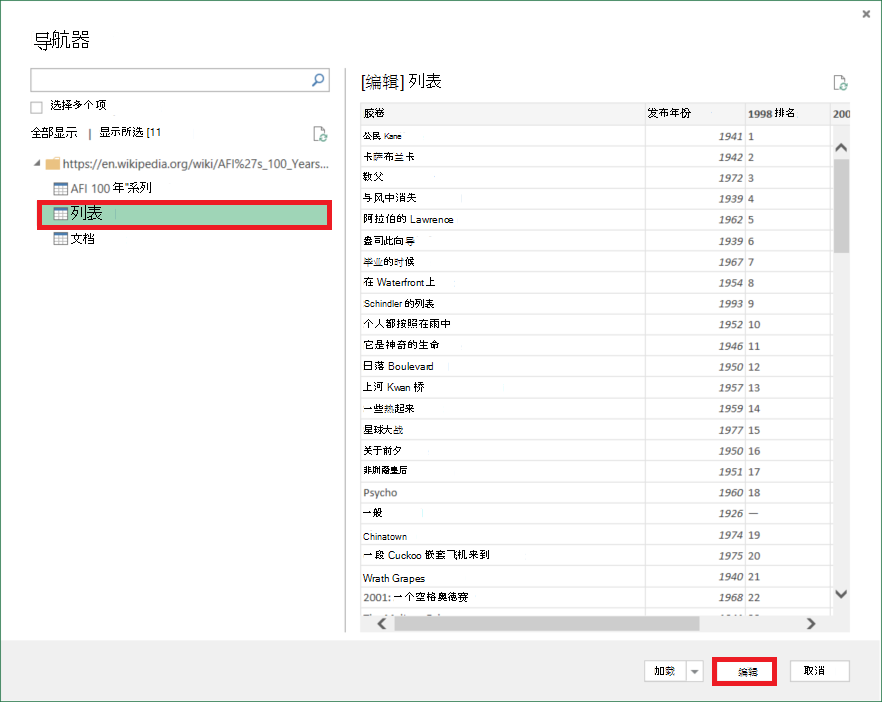 导航器
选择多个项
全部显示 | 显示所选 [11
https://en.wikipedia.org/wiki/AFI%27s_100_Years...
AFI 100 年"系列
列表
文档
[编辑] 列表
胶卷 发布年份 1998 排名 200
公民 Kane 1941 1
卡萨布兰卡 1942 2
教父 1972 3
与风中消失 1939 4
阿拉伯的 Lawrence 1962 5
盎司此向导 1939 6
毕业的时候 1967 7
在 Waterfront 上 1954 8
Schindler 的列表 1993 9
个人都按照在雨中 1952 10
它是神奇的生命 1946 11
日落 Boulevard 1950 12
上河 Kwan 桥 1957 13
一些热起来 1959 14
星球大战 1977 15
关于前夕 1950 16
非洲裔皇后 1951 17
Psycho 1960 18
一般 1926 —
Chinatown 1974 19
一段 Cuckoo 嵌套飞机来到 1975 20
Wrath Grapes 1940 21
2001: 一个空格奥德赛 1968 22
加载 编辑 取消